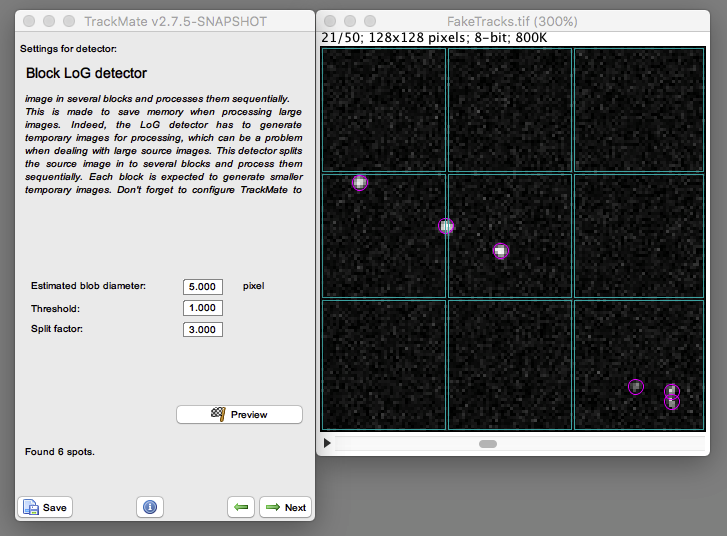 TrackMate v2.7.5-SNAPSHOT
Settings for detector:
Block LoG detector
image in several blocks and processes them sequentially.
This is made to save memory when processing large
images. Indeed, the LoG detector has to generate
temporary images for processing, which can be a problem
when dealing with large source images. This detector splits
the source image in to several blocks and process them
sequentially. Each block is expected to generate smaller
temporary images. Don't forget to configure TrackMate to
Estimated blob diameter: 5.000 pixel
Threshold: 1.000
Split factor: 3.000
Preview
Found 6 spots.
Save
Next
FakeTracks.tif (300%)
21/50; 128x128 pixels; 8-bit; 800K